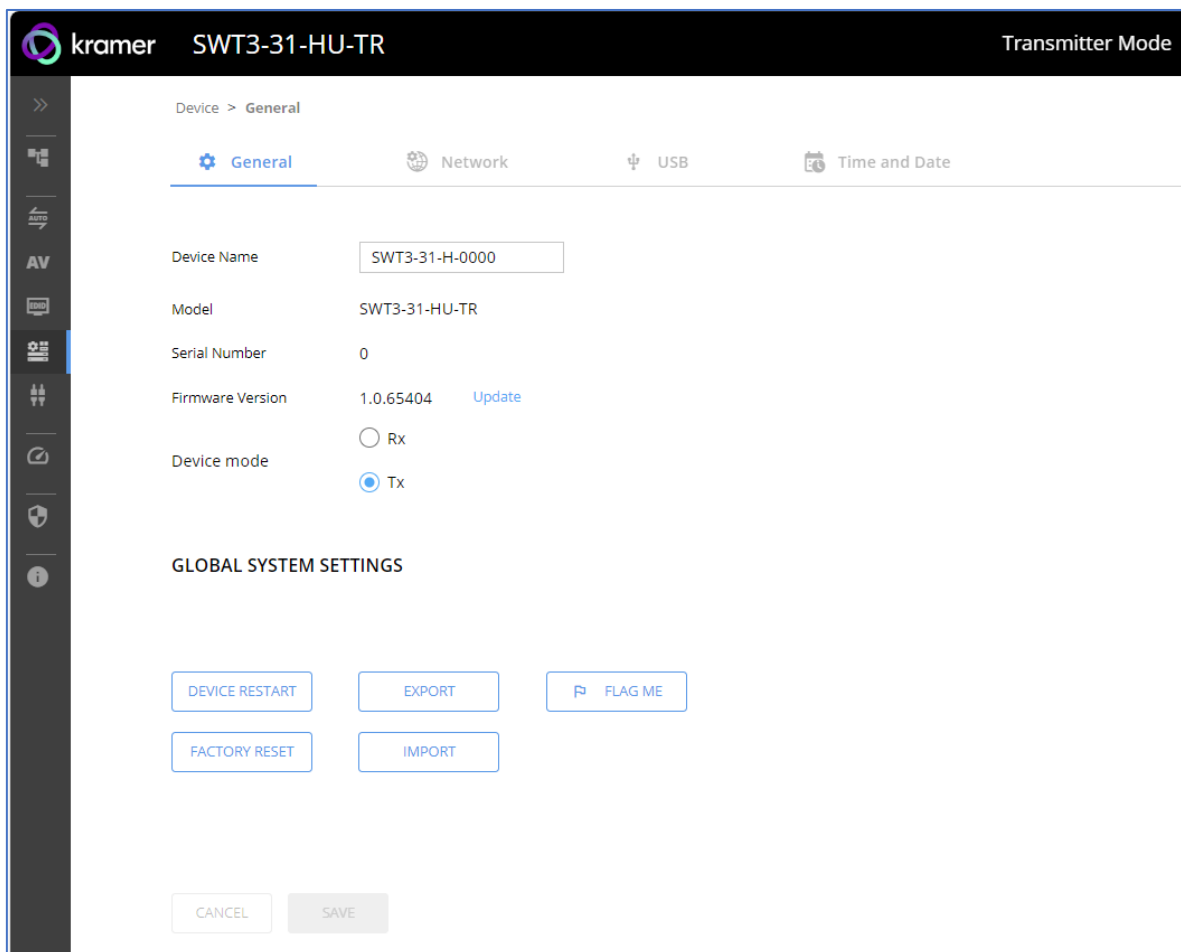 kramer SWT3-31-HU-TR Transmitter Mode
Device > General
General Network USB Time and Date
AUTO
AV
EDID
Device Name SWT3-31-H-0000
Model SWT3-31-HU-TR
Serial Number 0
Firmware Version 1.0.65404 Update
Rx
Device mode
Tx
GLOBAL SYSTEM SETTINGS
DEVICE RESTART EXPORT FLAG ME
FACTORY RESET IMPORT
CANCEL SAVE